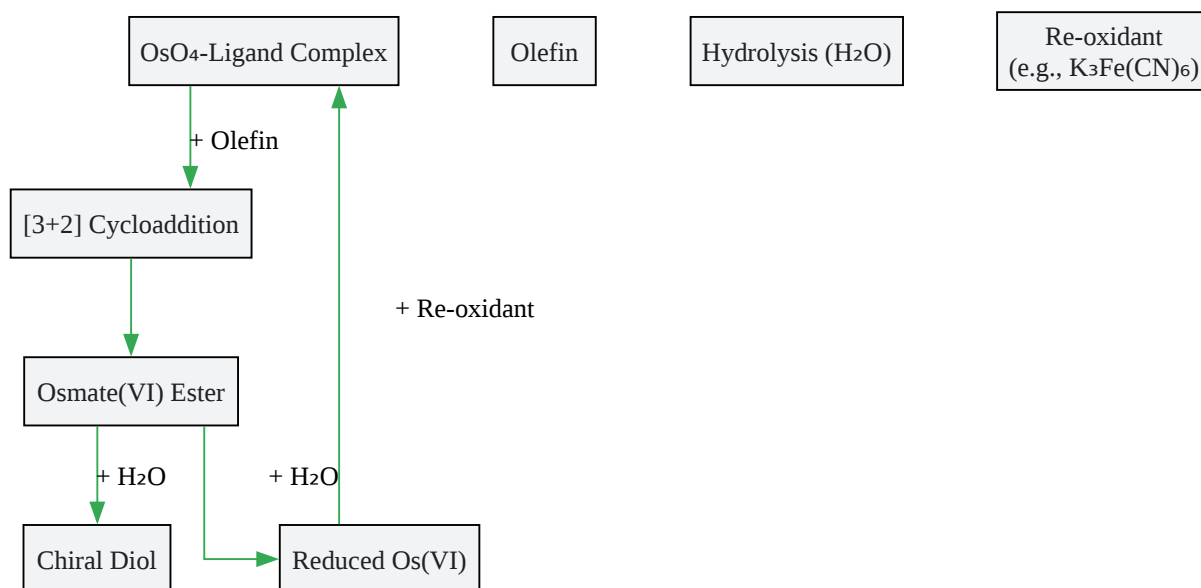 OsO₄-Ligand Complex
Olefin
Hydrolysis (H₂O)
Re-oxidant
(e.g., K₃Fe(CN)₆)
+ Olefin
[3+2] Cycloaddition
+ Re-oxidant
Osmate(VI) Ester
+ H₂O
+ H₂O
Chiral Diol
Reduced Os(VI)